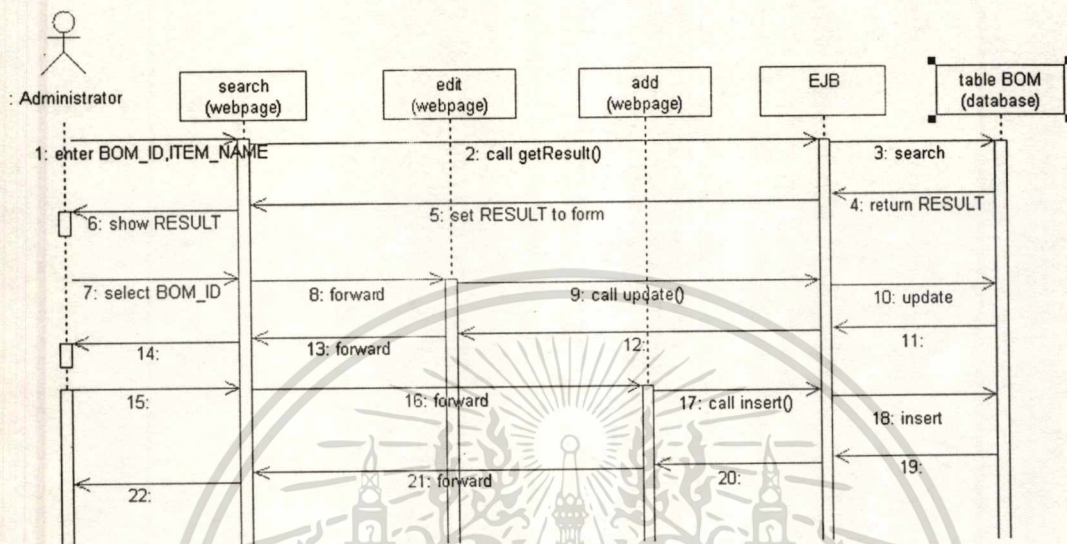 : Administrator
search
(webpage)
edit
(webpage)
add
(webpage)
EJB
table BOM
(database)
1: enter BOM_ID,ITEM_NAME
2: call getResult()
3: search
4: return RESULT
5: set RESULT to form
6: show RESULT
7: select BOM_ID
8: forward
9: call update()
10: update
11:
12:
13: forward
14:
15:
16: forward
17: call insert()
18: insert
19:
20:
21: forward
22: